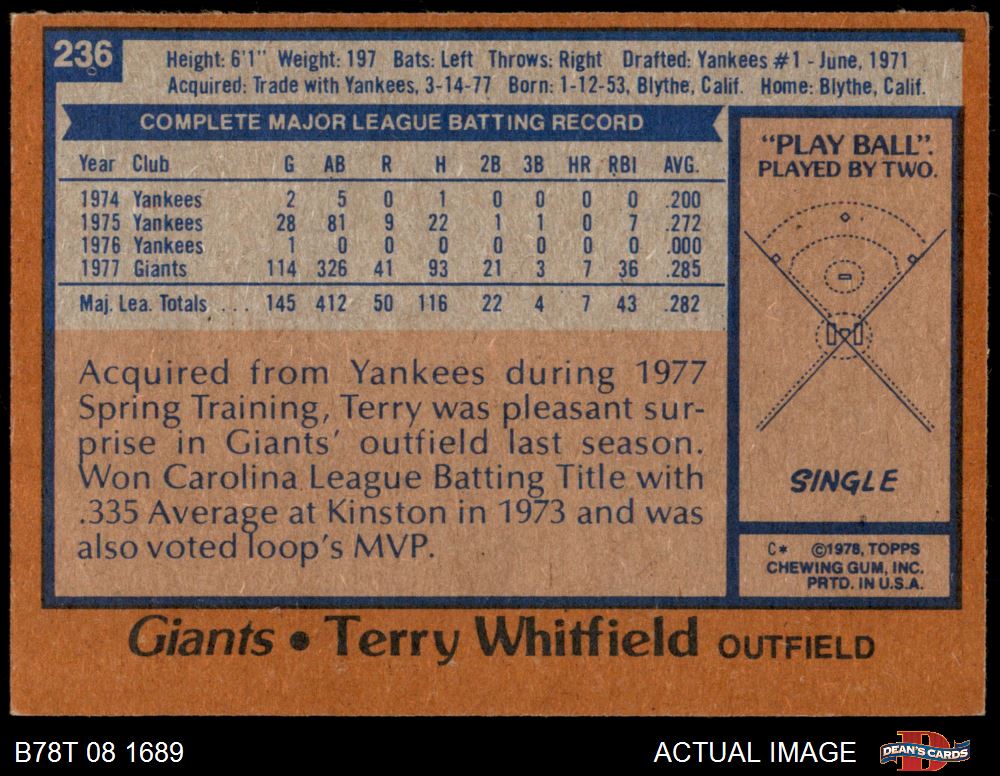 236
Height: 6'1" Weight: 197 Bats: Left Throws: Right Drafted: Yankees #1 - June, 1971
Acquired: Trade with Yankees, 3-14-77 Born: 1-12-53, Blythe, Calif. Home: Blythe, Calif.
COMPLETE MAJOR LEAGUE BATTING RECORD
Year Club G AB R H 2B 3B HR RBI AVG.
1974 Yankees 2 5 0 1 0 0 0 0 .200
1975 Yankees 28 81 9 22 1 1 0 7 .272
1976 Yankees 1 0 0 0 0 0 0 0 .000
1977 Giants 114 326 41 93 21 3 7 36 .285
Maj. Lea. Totals ... 145 412 50 116 22 4 7 43 .282
Acquired from Yankees during 1977
Spring Training, Terry was pleasant sur-
prise in Giants' outfield last season.
Won Carolina League Batting Title with
.335 Average at Kinston in 1973 and was
also voted loop's MVP.
"PLAY BALL".
PLAYED BY TWO.
SINGLE
C* ©1978, TOPPS
CHEWING GUM, INC.
PRTD. IN U.S.A.
Giants • Terry Whitfield OUTFIELD
B78T 08 1689
ACTUAL IMAGE
D
DEAN'S CARDS